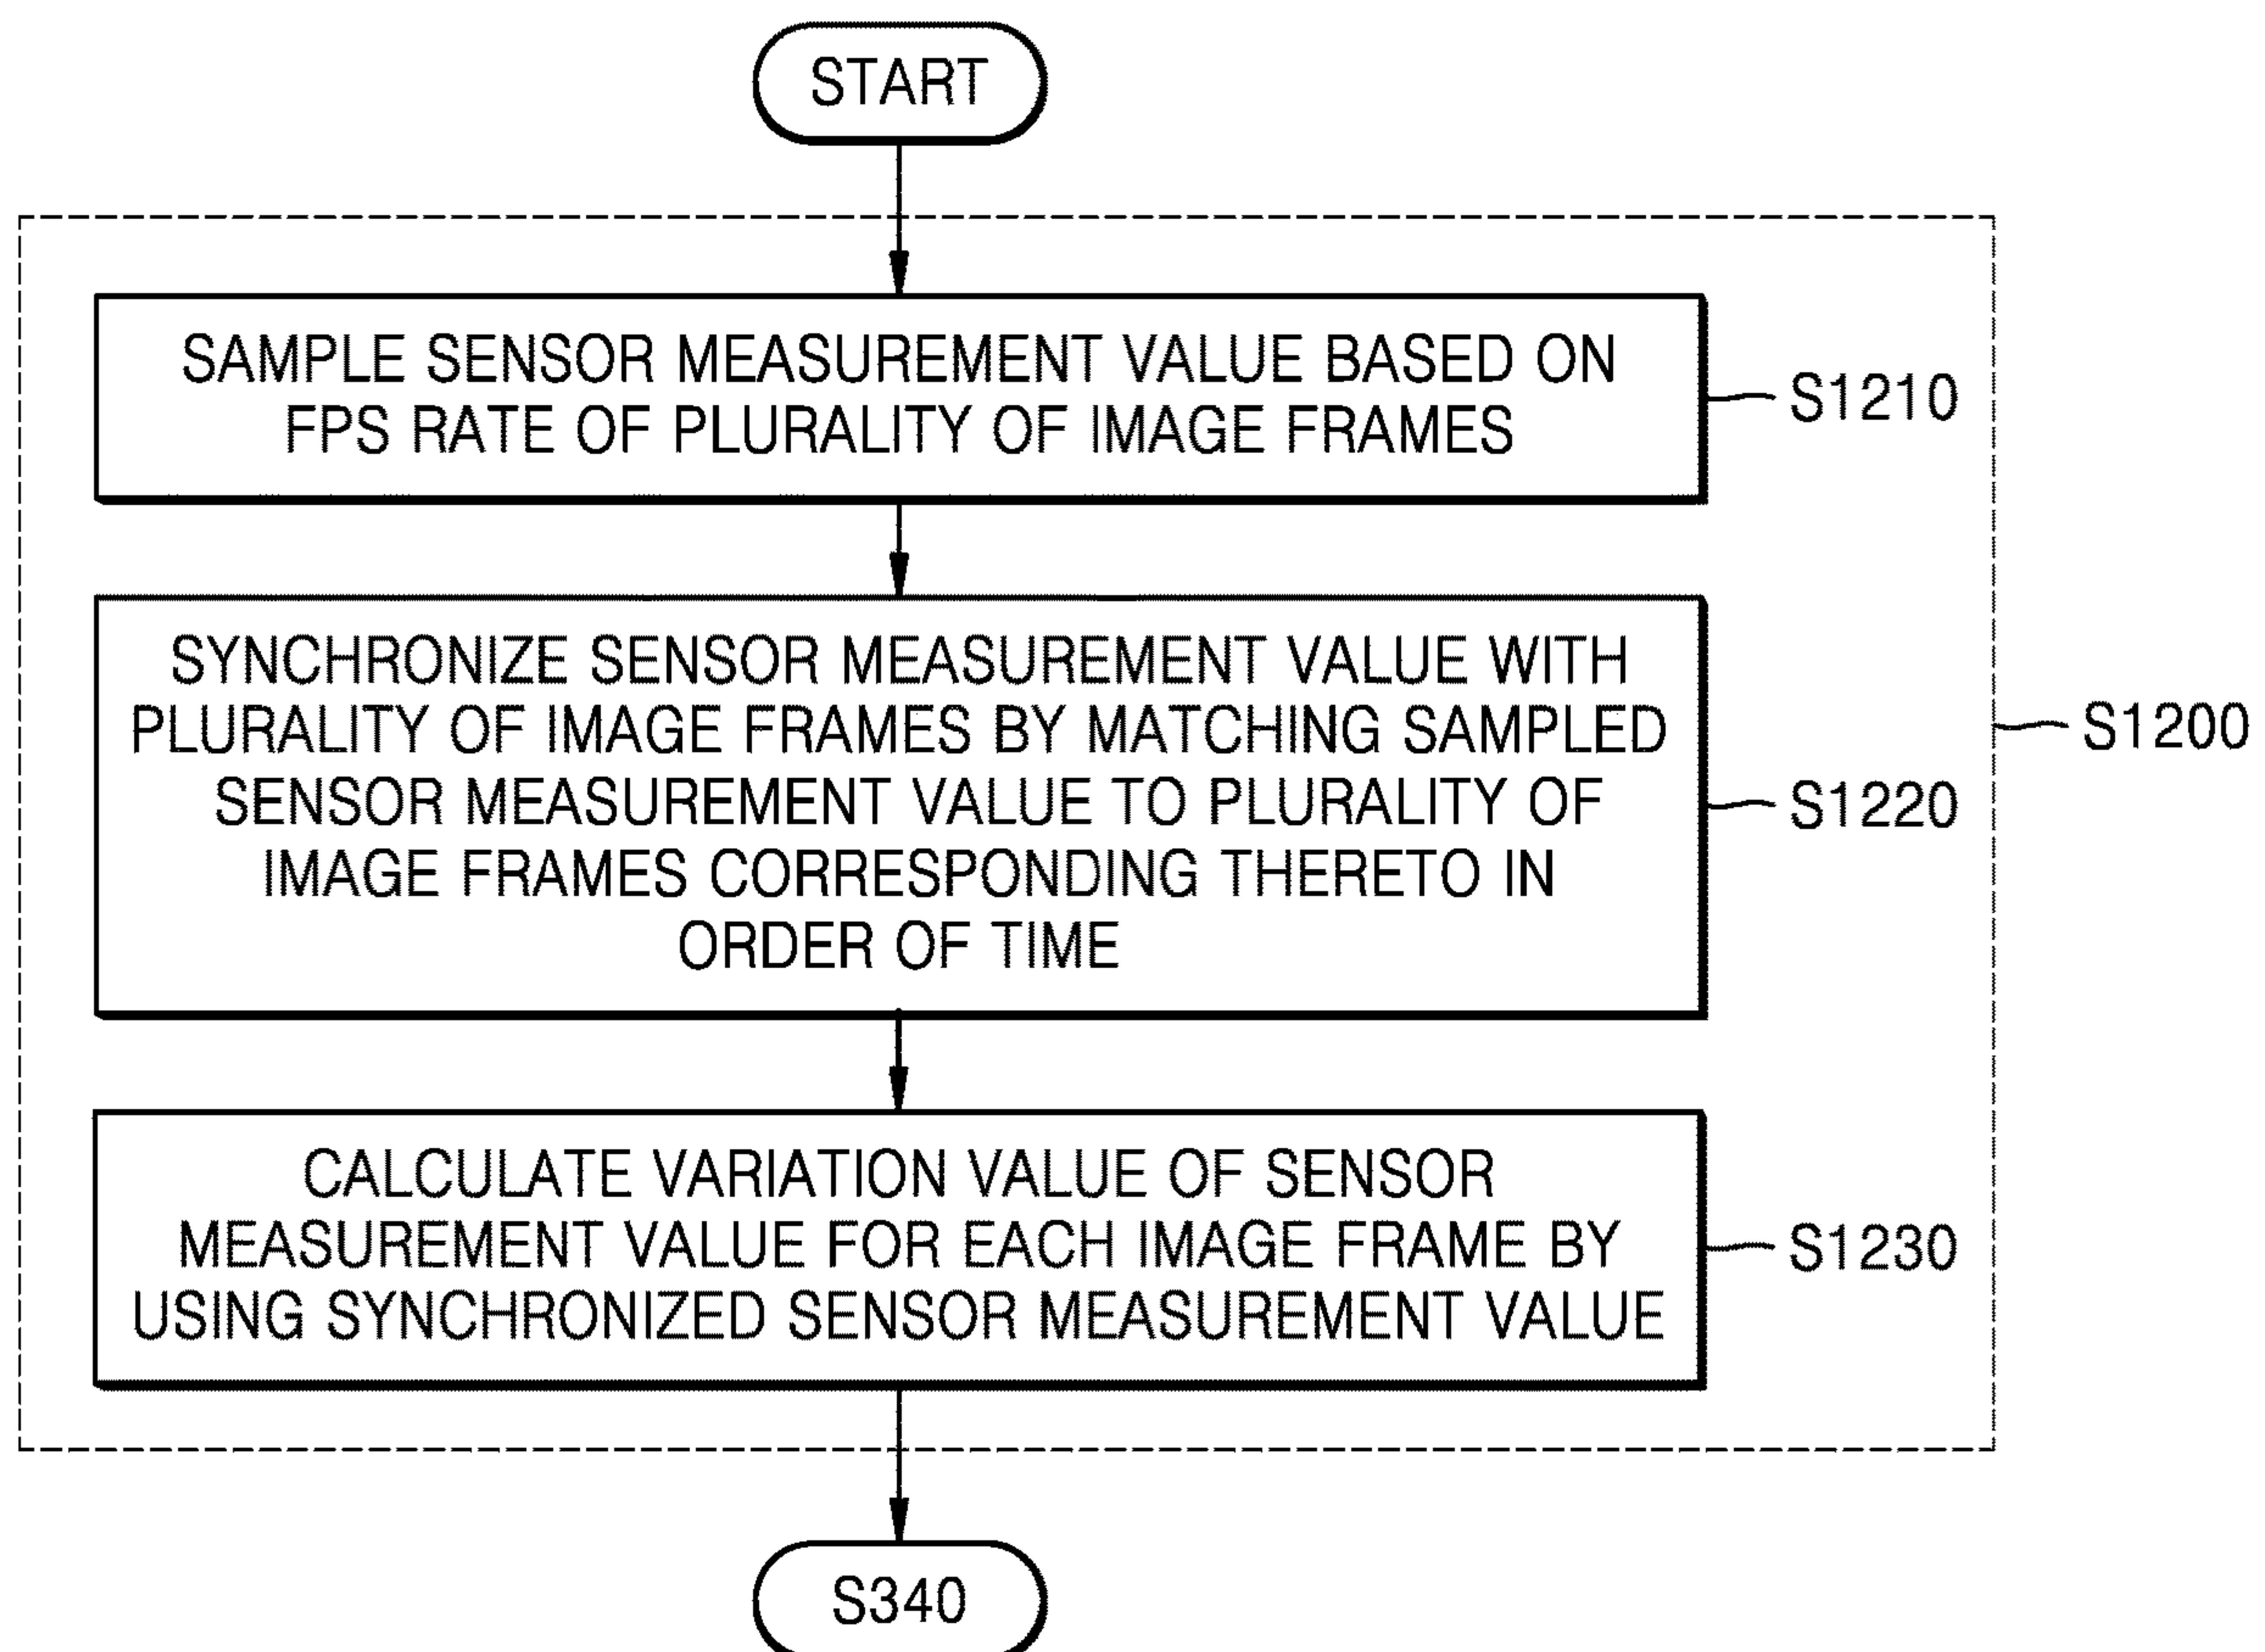 START
SAMPLE SENSOR MEASUREMENT VALUE BASED ON
FPS RATE OF PLURALITY OF IMAGE FRAMES
S1210
SYNCHRONIZE SENSOR MEASUREMENT VALUE WITH
PLURALITY OF IMAGE FRAMES BY MATCHING SAMPLED
SENSOR MEASUREMENT VALUE TO PLURALITY OF
IMAGE FRAMES CORRESPONDING THERETO IN
ORDER OF TIME
S1220
S1200
CALCULATE VARIATION VALUE OF SENSOR
MEASUREMENT VALUE FOR EACH IMAGE FRAME BY
USING SYNCHRONIZED SENSOR MEASUREMENT VALUE
S1230
S340